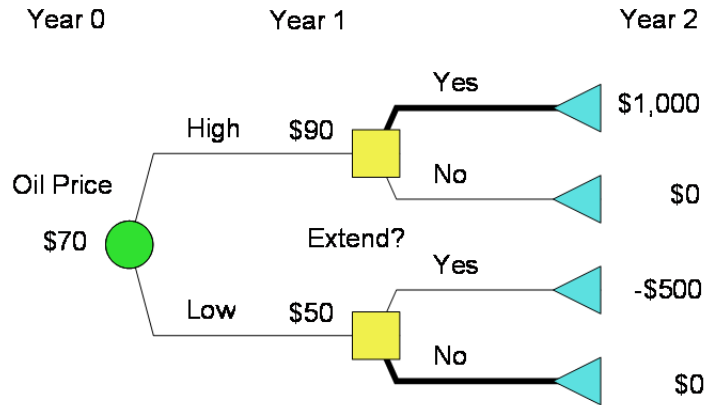 Year 0
Year 1
Year 2
Yes
$1,000
High
$90
No
$0
Oil Price
$70
Extend?
Yes
-$500
Low
$50
No
$0